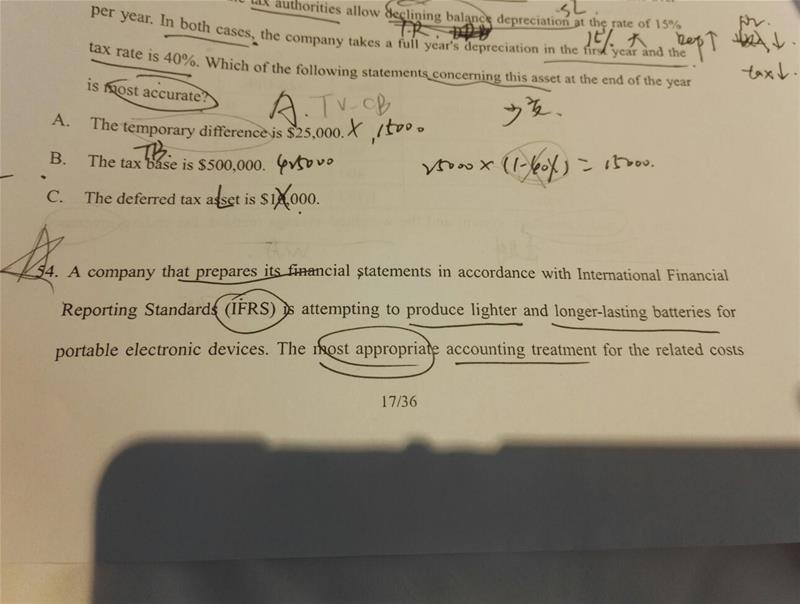 tax authorities allow declining balance depreciation at the rate of 15%
SL
per year. In both cases, the company takes a full year's depreciation in the first year and the
15% 大 Dep↑
tax↓.
tax rate is 40%. Which of the following statements concerning this asset at the end of the year
is most accurate?
A. TV-CB
A. The temporary difference is $25,000. X
15000
B. The tax base is $500,000. 425000
TB.
25000 × (1-40%) = 15000.
C. The deferred tax asset is $10,000.
L
54. A company that prepares its financial statements in accordance with International Financial
Reporting Standards (IFRS) is attempting to produce lighter and longer-lasting batteries for
portable electronic devices. The most appropriate accounting treatment for the related costs
17/36